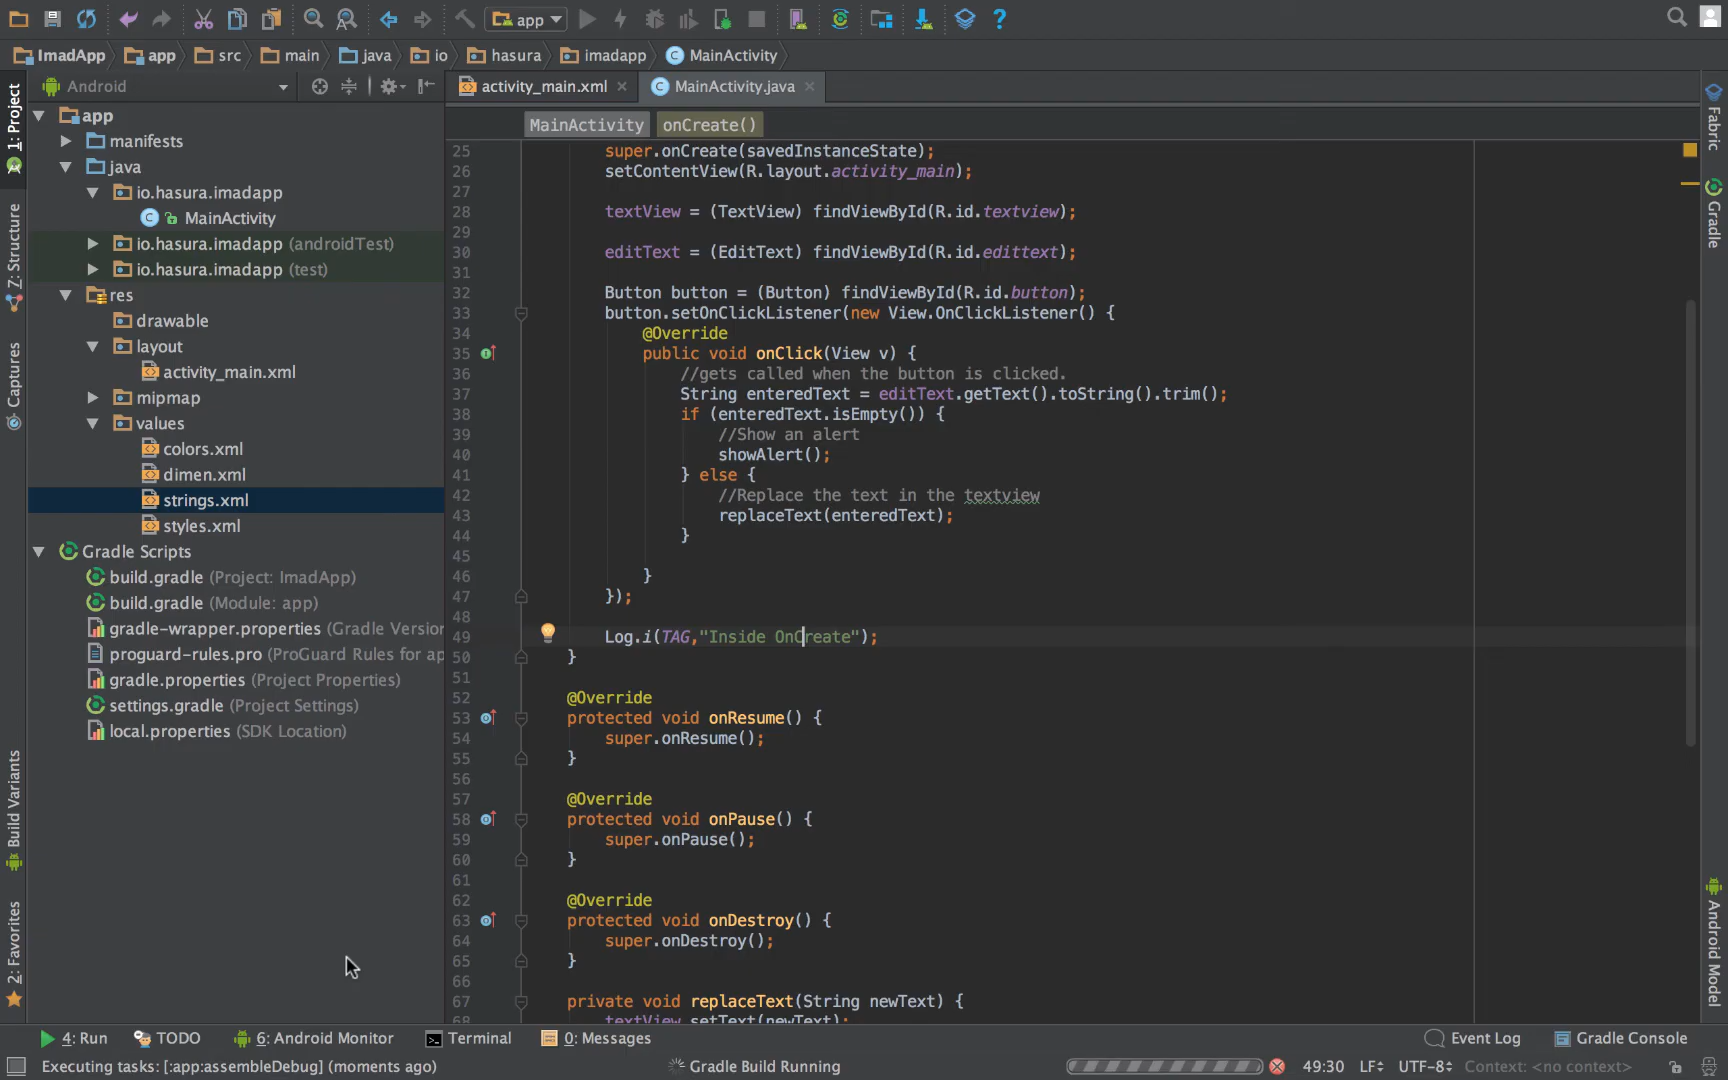 app
ImadApp
app
src
main
java
io
hasura
imadapp
MainActivity
1: Project
Z: Structure
Captures
Build Variants
2: Favorites
Android
app
manifests
java
io.hasura.imadapp
MainActivity
io.hasura.imadapp (androidTest)
io.hasura.imadapp (test)
res
drawable
layout
activity_main.xml
mipmap
values
colors.xml
dimen.xml
strings.xml
styles.xml
Gradle Scripts
build.gradle (Project: ImadApp)
build.gradle (Module: app)
gradle-wrapper.properties (Gradle Version
proguard-rules.pro (ProGuard Rules for ap
gradle.properties (Project Properties)
settings.gradle (Project Settings)
local.properties (SDK Location)
activity_main.xml
MainActivity.java
MainActivity
onCreate()
25 super.onCreate(savedInstanceState);
26 setContentView(R.layout.activity_main);
27
28 textView = (TextView) findViewById(R.id.textview);
29
30 editText = (EditText) findViewById(R.id.edittext);
31
32 Button button = (Button) findViewById(R.id.button);
33 button.setOnClickListener(new View.OnClickListener() {
34 @Override
35 public void onClick(View v) {
36 //gets called when the button is clicked.
37 String enteredText = editText.getText().toString().trim();
38 if (enteredText.isEmpty()) {
39 //Show an alert
40 showAlert();
41 } else {
42 //Replace the text in the textview
43 replaceText(enteredText);
44 }
45
46 }
47 });
48
49 Log.i(TAG,"Inside OnCreate");
50 }
51
52 @Override
53 protected void onResume() {
54 super.onResume();
55 }
56
57 @Override
58 protected void onPause() {
59 super.onPause();
60 }
61
62 @Override
63 protected void onDestroy() {
64 super.onDestroy();
65 }
66
67 private void replaceText(String newText) {
68 textView.setText(newText);
Fabric
Gradle
Android Model
4: Run
TODO
6: Android Monitor
Terminal
0: Messages
Event Log
Gradle Console
Executing tasks: [:app:assembleDebug] (moments ago)
Gradle Build Running
49:30
LF
UTF-8
Context: <no context>